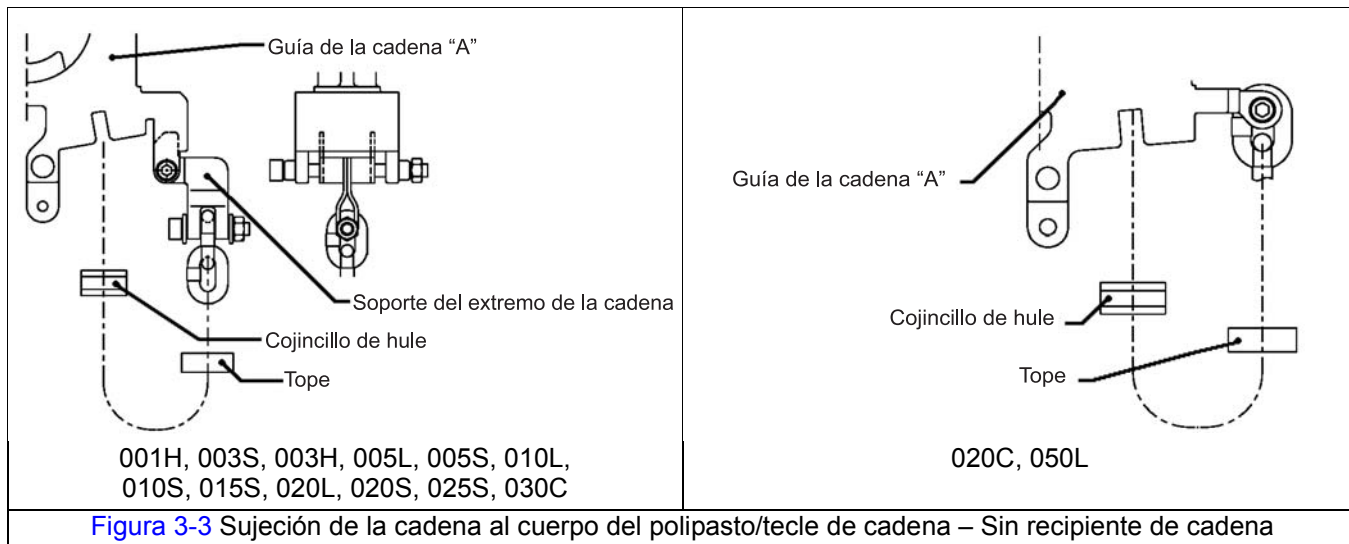 Guía de la cadena “A”
Soporte del extremo de la cadena
Cojincillo de hule
Tope
001H, 003S, 003H, 005L, 005S, 010L,
010S, 015S, 020L, 020S, 025S, 030C
Guía de la cadena “A”
Cojincillo de hule
Tope
020C, 050L
Figura 3-3 Sujeción de la cadena al cuerpo del polipasto/tecle de cadena – Sin recipiente de cadena